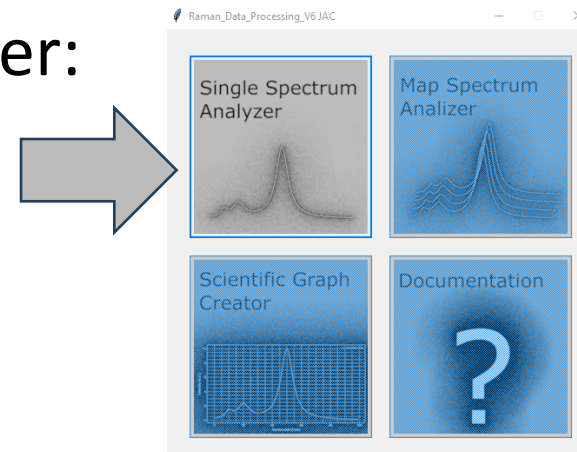 er:
Raman_Data_Processing_V6 JAC
Single Spectrum
Analyzer
Map Spectrum
Analizer
Scientific Graph
Creator
Documentation
?